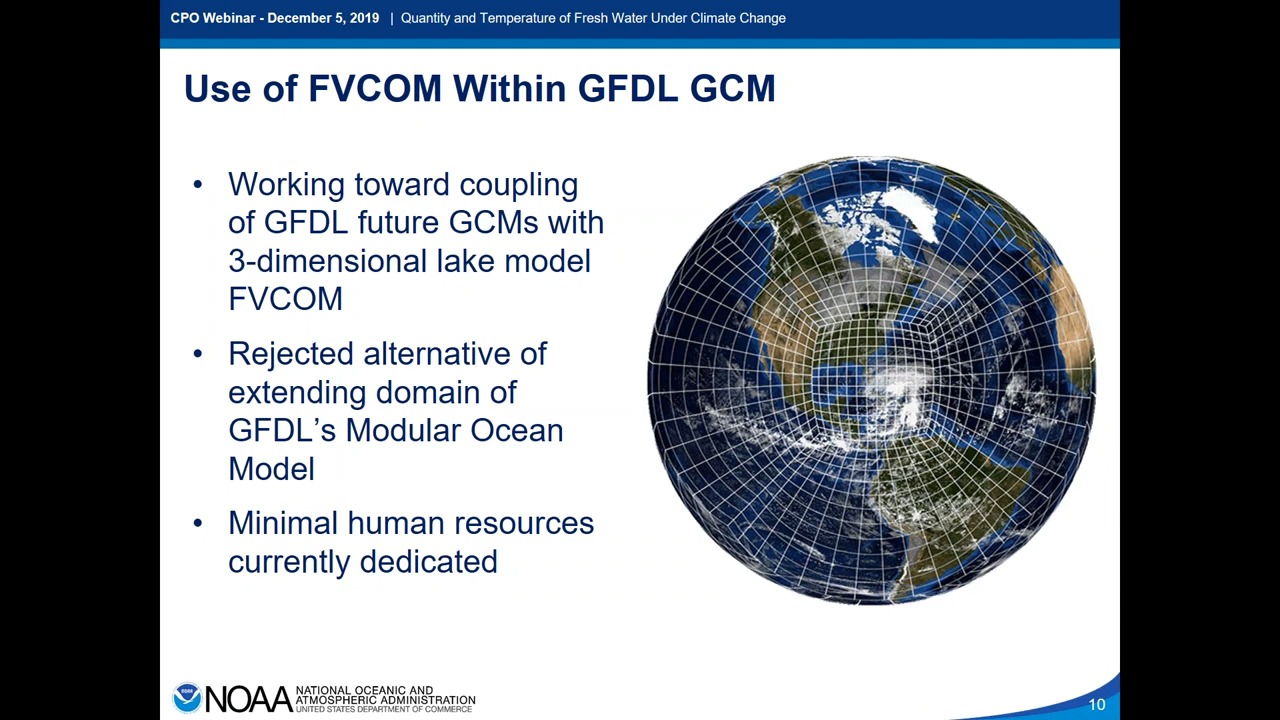 CPO Webinar - December 5, 2019 | Quantity and Temperature of Fresh Water Under Climate Change
Use of FVCOM Within GFDL GCM
• Working toward coupling
of GFDL future GCMs with
3-dimensional lake model
FVCOM
• Rejected alternative of
extending domain of
GFDL’s Modular Ocean
Model
• Minimal human resources
currently dedicated
NOAA
NATIONAL OCEANIC AND
ATMOSPHERIC ADMINISTRATION
UNITED STATES DEPARTMENT OF COMMERCE
10